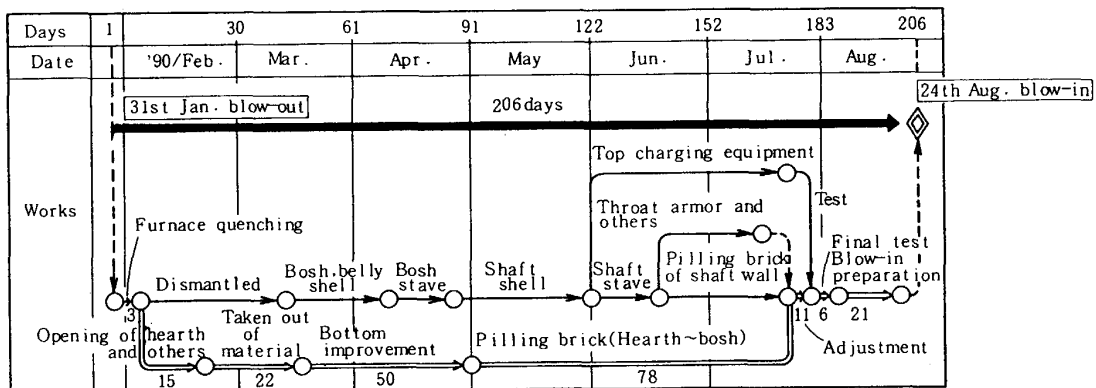 Days 1 30 61 91 122 152 183 206
Date '90/Feb. Mar. Apr. May Jun. Jul. Aug.
31st Jan. blow-out
206days
24th Aug. blow-in
Works
Top charging equipment
Test
Throat armor and
others
Furnace quenching
Final test
Blow-in
preparation
Dismantled
Bosh.belly
shell
Bosh
stave
Shaft
shell
Shaft
stave
Pilling brick
of shaft wall
3
11 6 21
Opening of hearth
and others
Taken out
of
material
Bottom
improvement
Pilling brick(Hearth~bosh)
Adjustment
15 22 50 78